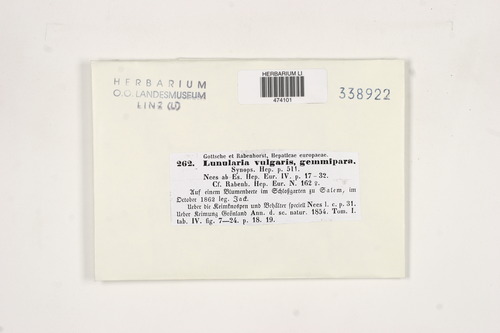 HERBARIUM
O.O. LANDESMUSEUM
LINZ (LI)
HERBARIUM LI
474101
338922
Gottsche et Rabenhorst, Hepaticae europaeae.
262. Lunularia vulgaris, gemmipara.
Synops. Hep. p. 511.
Nees ab Es. Hep. Eur. IV. p. 17–32.
Cf. Rabenh. Hep. Eur. N. 162 2.
Auf einem Blumenbeete im Schloßgarten zu Salem, im
October 1862 leg. Jack.
Ueber die Keimknospen und Behälter speciell Nees l. c. p. 31.
Ueber Keimung Grönland Ann. d. sc. natur. 1854. Tom. I.
tab. IV. fig. 7–24. p. 18. 19.